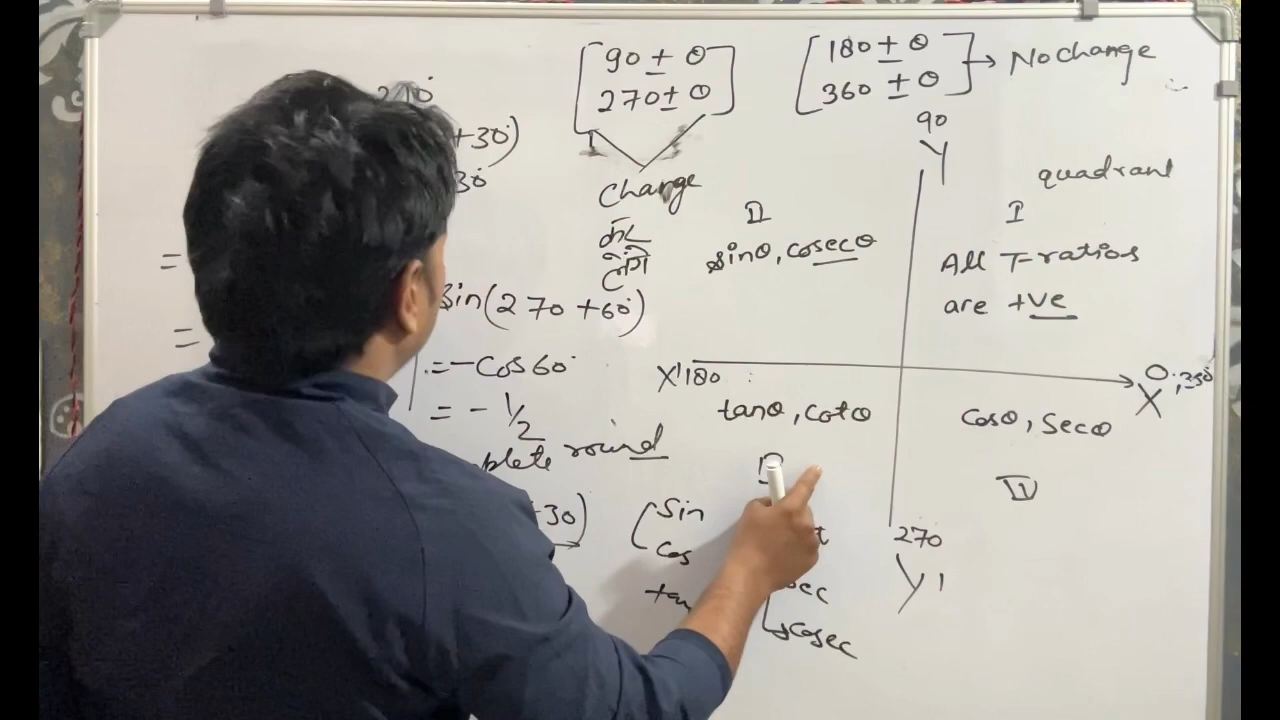 90 ± θ
270 ± θ
Change
180 ± θ
360 ± θ
→ No change
210°
+30°)
30°
=
=
sin(270 +60°)
= -Cos60°
= - 1/2
plete round
+30)
Sin
Cos
tan
t
sec
cosec
90
Y
quadrant
I
All T-ratios
are +ve
II
sinθ, cosecθ
X' 180
0°, 360°
X
tanθ, cotθ
cosθ, secθ
IV
270
Y'